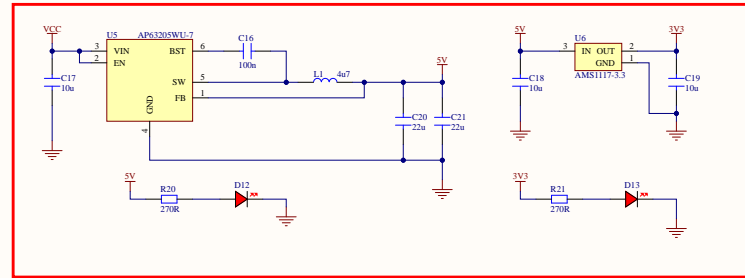 VCC
U5
AP63205WU-7
3
VIN
2
EN
BST
6
SW
5
FB
1
GND
4
C16
100n
L1
4u7
5V
C17
10u
C20
22u
C21
22u
5V
U6
3
IN
OUT
2
GND
1
AMS1117-3.3
3V3
C18
10u
C19
10u
5V
R20
270R
D12
3V3
R21
270R
D13